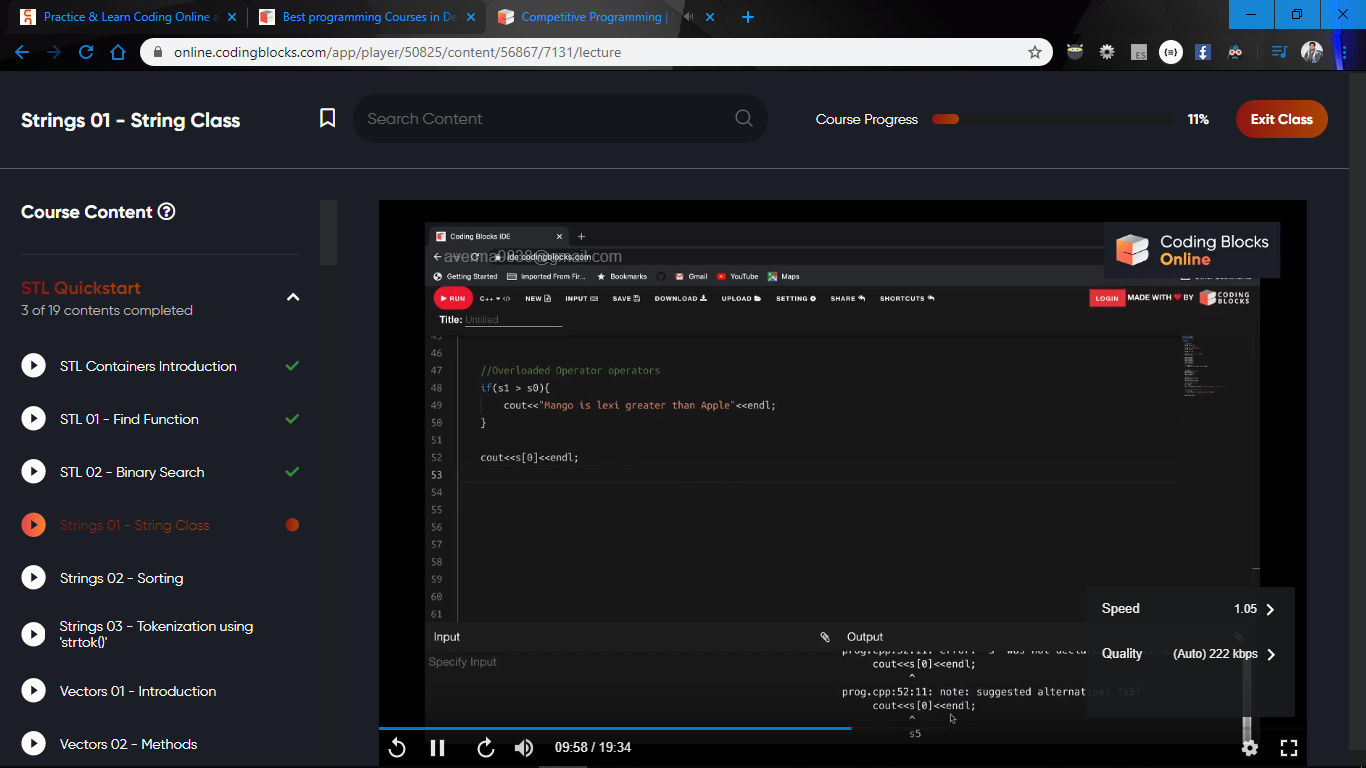 Practice & Learn Coding Online a
Best programming Courses in De
Competitive Programming | S
online.codingblocks.com/app/player/50825/content/56867/7131/lecture
ES
Strings 01 - String Class
Search Content
Course Progress
11%
Exit Class
Course Content
STL Quickstart
3 of 19 contents completed
STL Containers Introduction
STL 01 - Find Function
STL 02 - Binary Search
Strings 01 - String Class
Strings 02 - Sorting
Strings 03 - Tokenization using
'strtok()'
Vectors 01 - Introduction
Vectors 02 - Methods
Coding Blocks IDE
ide.codingblocks.com
Coding Blocks
Online
Getting Started
Imported From Fir...
Bookmarks
Gmail
YouTube
Maps
RUN
C++
NEW
INPUT
SAVE
DOWNLOAD
UPLOAD
SETTING
SHARE
SHORTCUTS
LOGIN
MADE WITH
BY
CODING
BLOCKS
Title: Untitled
45
46
47 //Overloaded Operator operators
48 if(s1 > s0){
49 cout<<"Mango is lexi greater than Apple"<<endl;
50 }
51
52 cout<<s[0]<<endl;
53
54
55
56
57
58
59
60
61
Input
Specify Input
Output
cout<<s[0]<<endl;
^
prog.cpp:52:11: note: suggested alternative: 's5'
cout<<s[0]<<endl;
^
s5
Speed
1.05
Quality
(Auto) 222 kbps
09:58 / 19:34